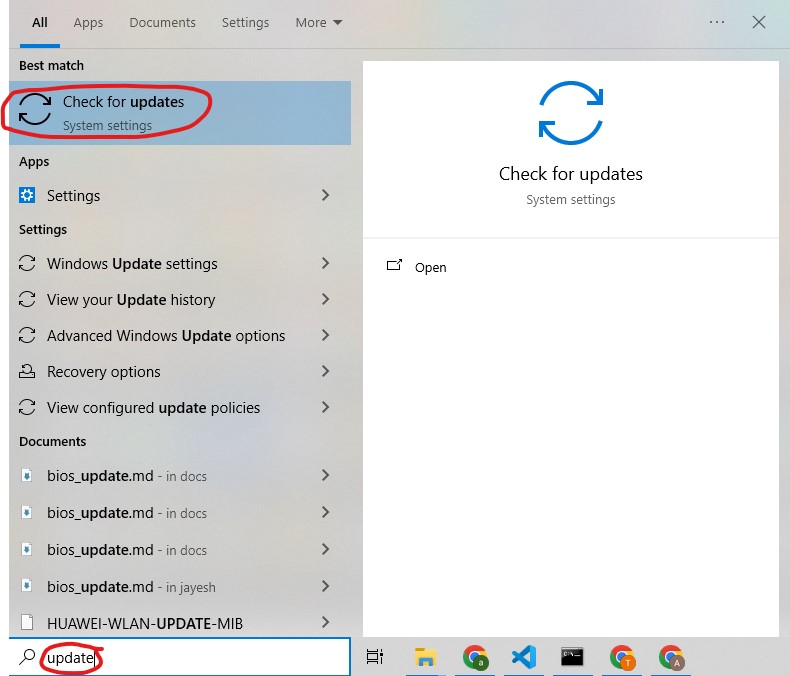 All Apps Documents Settings More
Best match
Check for updates
System settings
Apps
Settings
Settings
Windows Update settings
View your Update history
Advanced Windows Update options
Recovery options
View configured update policies
Documents
bios_update.md - in docs
bios_update.md - in docs
bios_update.md - in docs
bios_update.md - in jayesh
HUAWEI-WLAN-UPDATE-MIB
update
Check for updates
System settings
Open
a
T
A